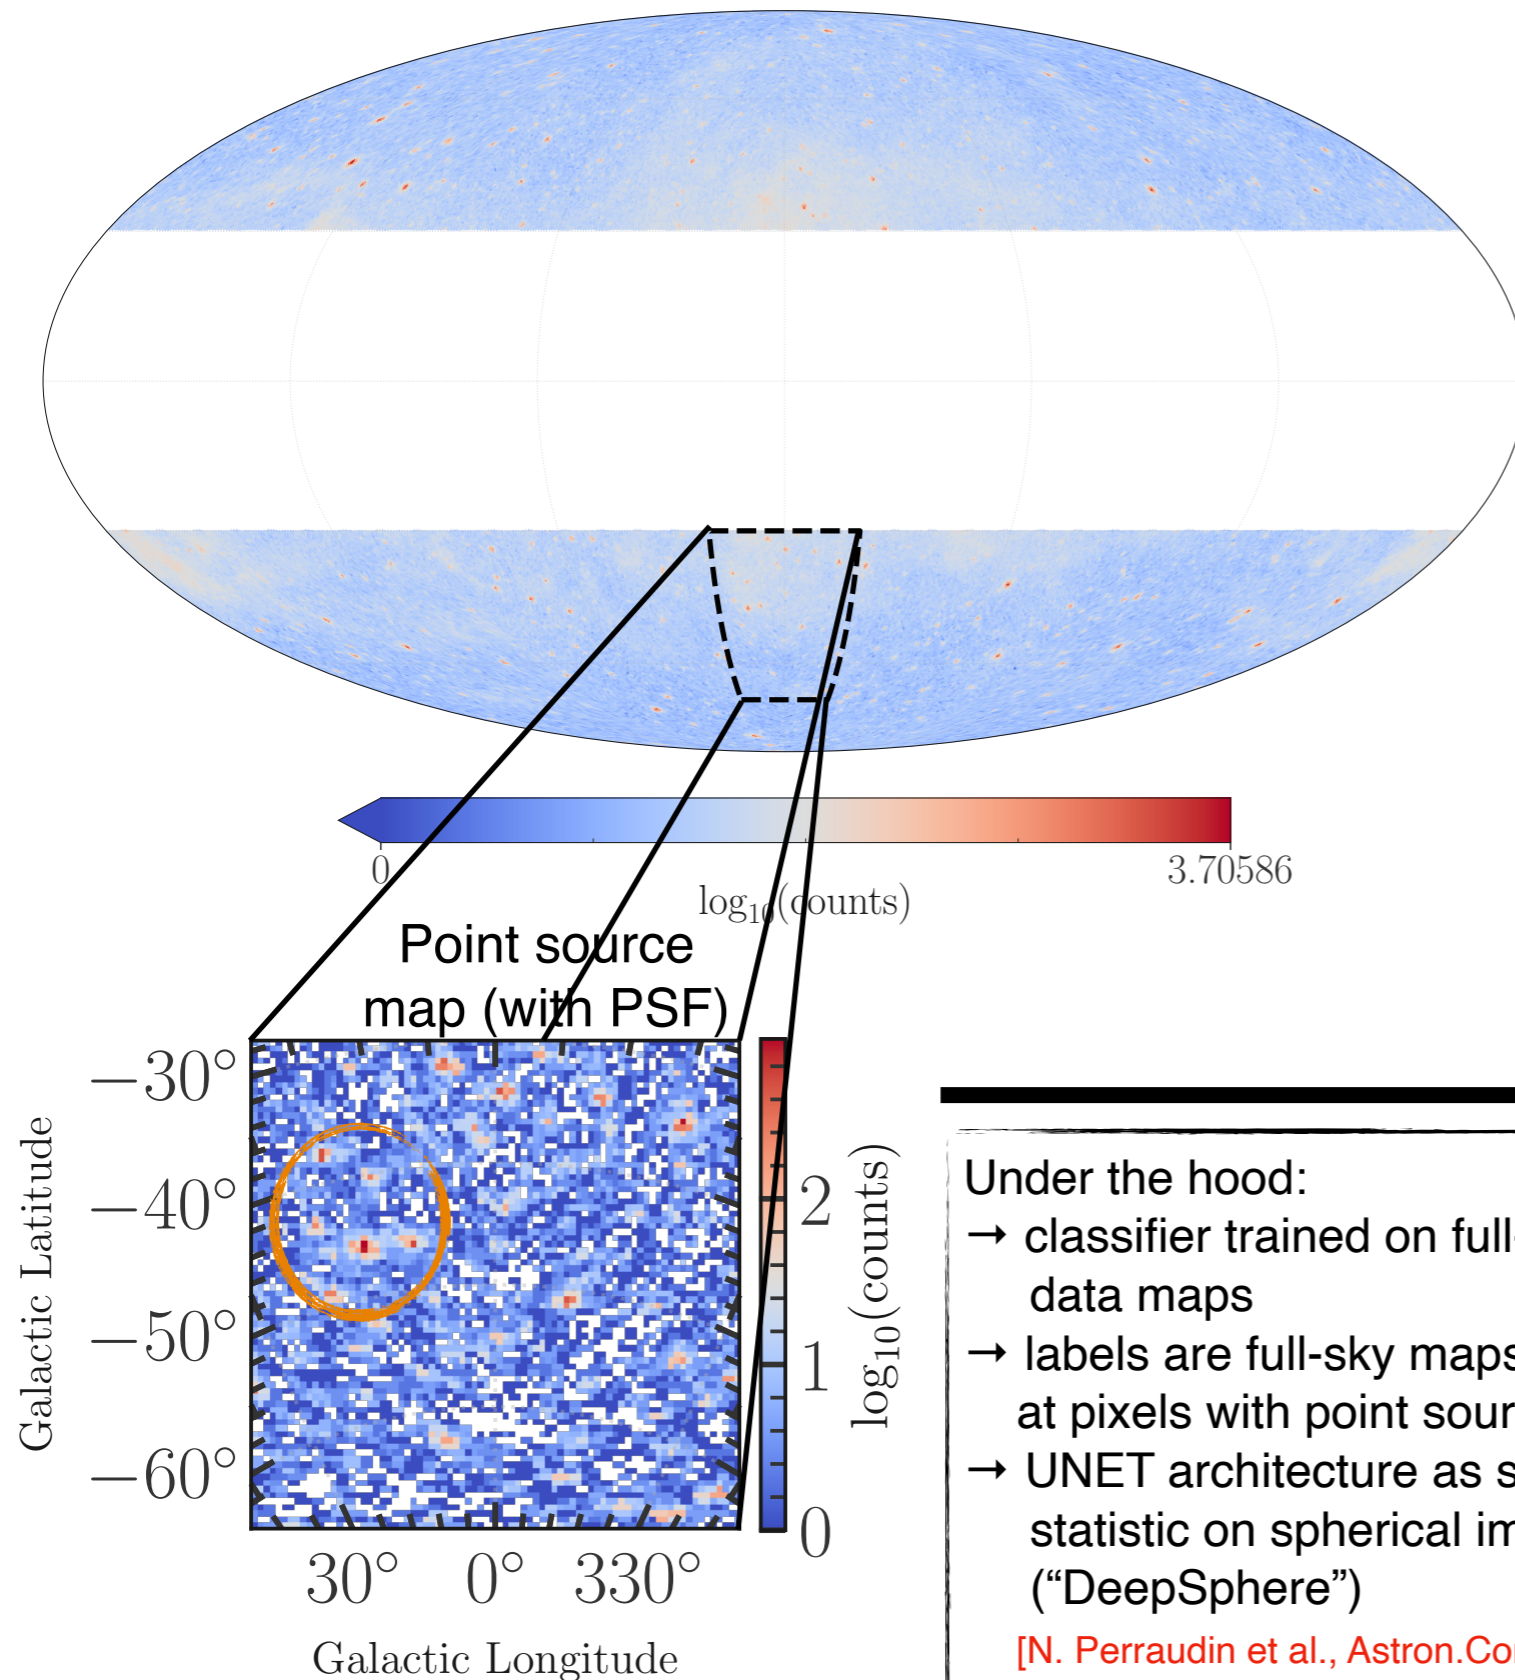 0
3.70586
log10(counts)
Point source
map (with PSF)
−30°
−40°
−50°
−60°
Galactic Latitude
30°
0°
330°
Galactic Longitude
2
1
0
log10(counts)
Under the hood:
→ classifier trained on full-
data maps
→ labels are full-sky maps
at pixels with point sour
→ UNET architecture as s
statistic on spherical im
(“DeepSphere”)
[N. Perraudin et al., Astron.Co